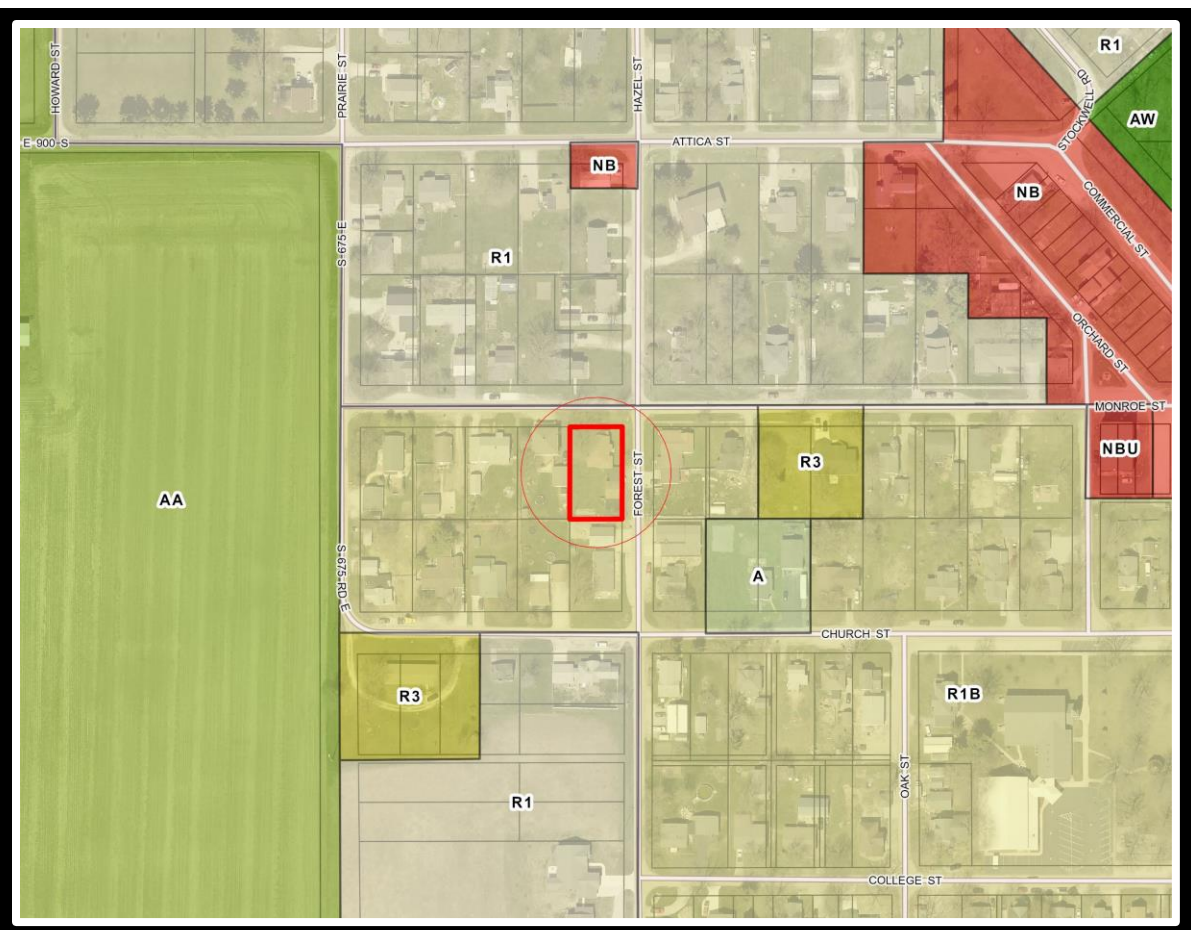 R1
HOWARD ST
PRAIRIE ST
HAZEL ST
STOCKWELL RD
AW
E 900 S
ATTICA ST
NB
NB
COMMERCIAL ST
S 675 E
R1
ORCHARD ST
MONROE ST
NBU
R3
FOREST ST
AA
S 675 RD E
A
CHURCH ST
R3
R1B
OAK ST
R1
COLLEGE ST